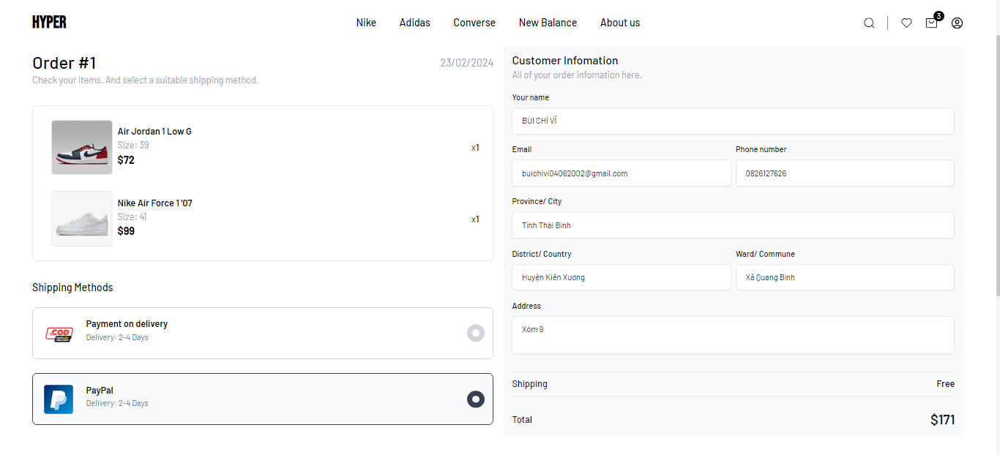 HYPER
Nike
Adidas
Converse
New Balance
About us
3
Order #1
23/02/2024
Check your items. And select a suitable shipping method.
Air Jordan 1 Low G
Size: 39
$72
x1
Nike Air Force 1 '07
Size: 41
$99
x1
Shipping Methods
COD
Payment on delivery
Delivery: 2-4 Days
PayPal
Delivery: 2-4 Days
Customer Infomation
All of your order infomation here.
Your name
BÙI CHÍ VĨ
Email
Phone number
buichivi04062002@gmail.com
0826127626
Province/ City
Tỉnh Thái Bình
District/ Country
Ward/ Commune
Huyện Kiến Xương
Xã Quang Bình
Address
Xóm 9
Shipping
Free
Total
$171